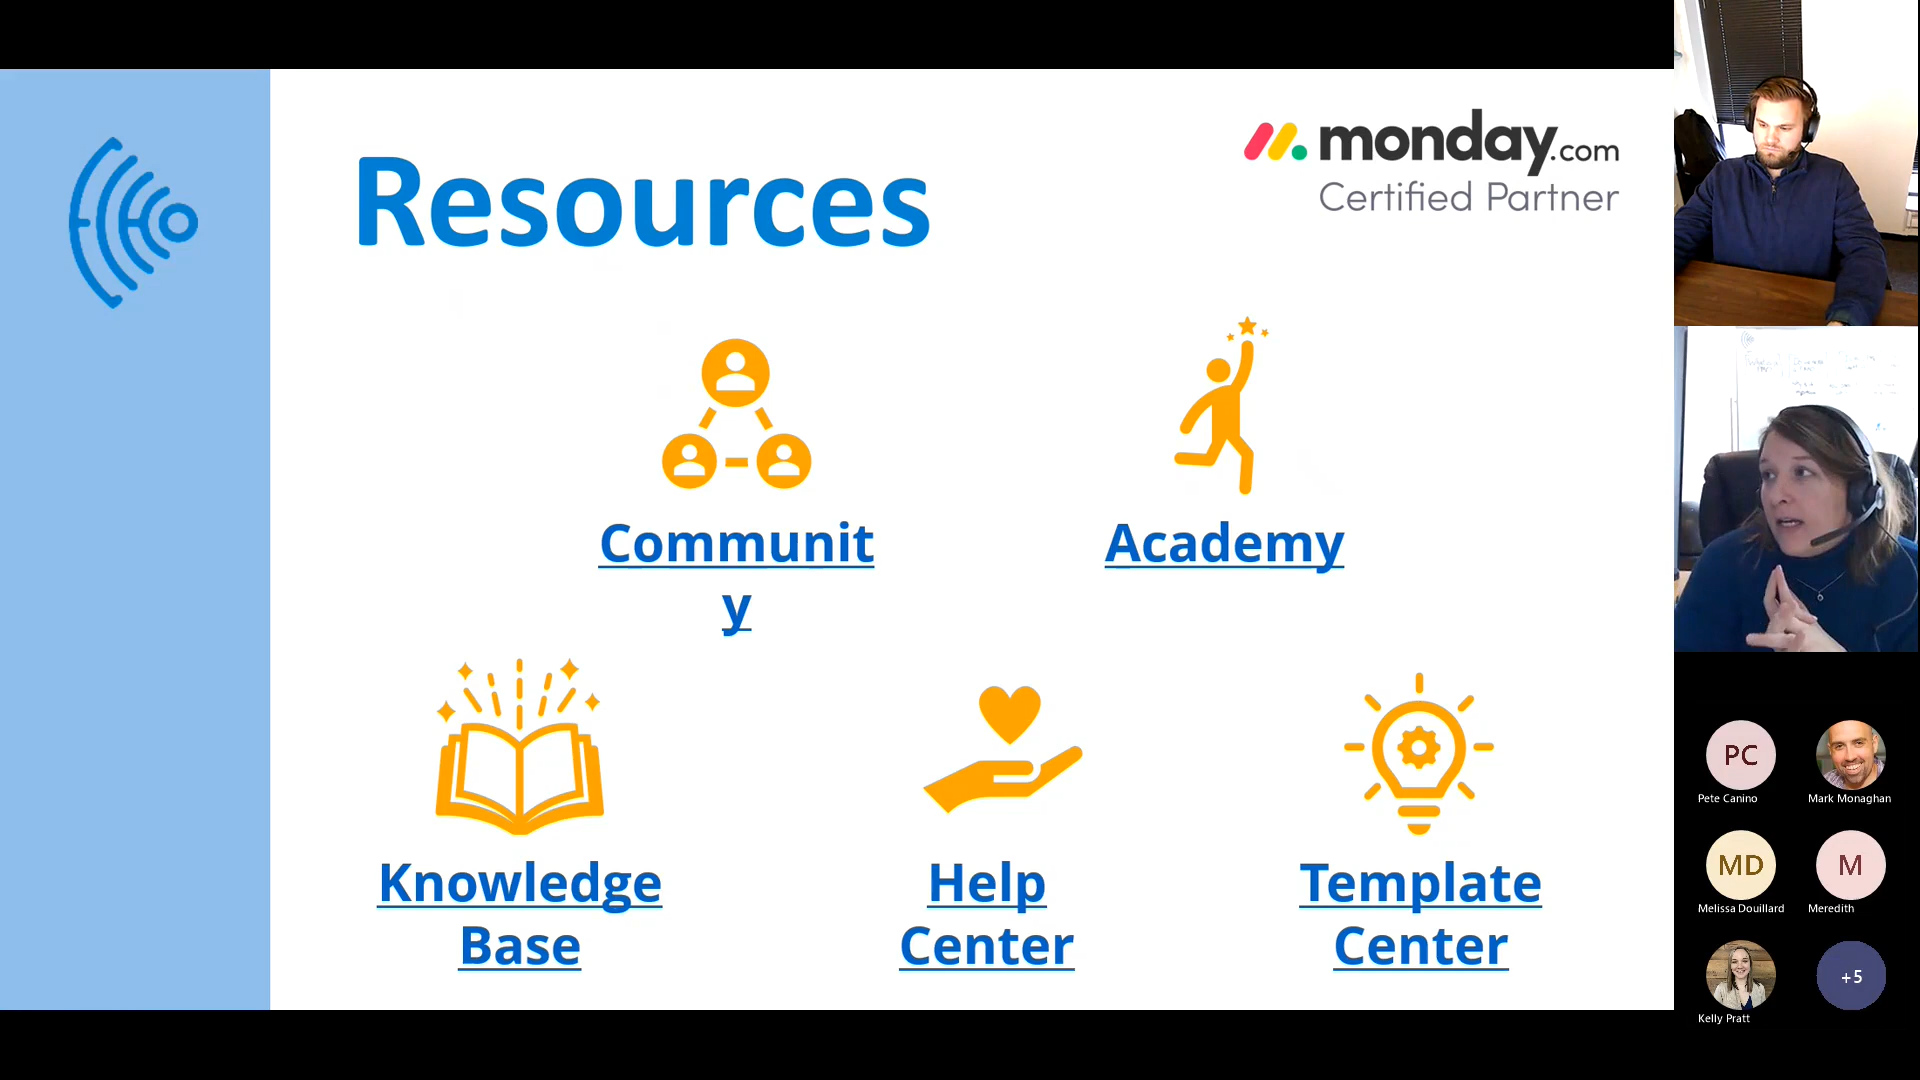 ECHO
Resources
monday.com
Certified Partner
Communit
y
Academy
Knowledge
Base
Help
Center
Template
Center
PC
Pete Canino
Mark Monaghan
MD
Melissa Douillard
M
Meredith
Kelly Pratt
+5